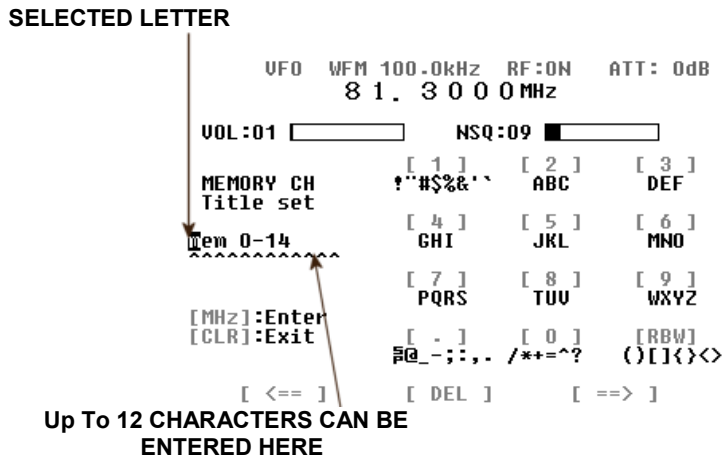 SELECTED LETTER
VFO WFM 100.0kHz RF:ON ATT: 0dB
81.3000MHz
VOL:01 NSQ:09
[ 1 ] [ 2 ] [ 3 ]
MEMORY CH !"#$%&'` ABC DEF
Title set
[ 4 ] [ 5 ] [ 6 ]
mem 0-14 GHI JKL MNO
^^^^^^^^^^^^
[ 7 ] [ 8 ] [ 9 ]
PQRS TUV WXYZ
[MHz]:Enter
[CLR]:Exit [ . ] [ 0 ] [RBW]
@_-;:,. /*+=^? ()[]{}<>
[ <== ] [ DEL ] [ ==> ]
Up To 12 CHARACTERS CAN BE
ENTERED HERE